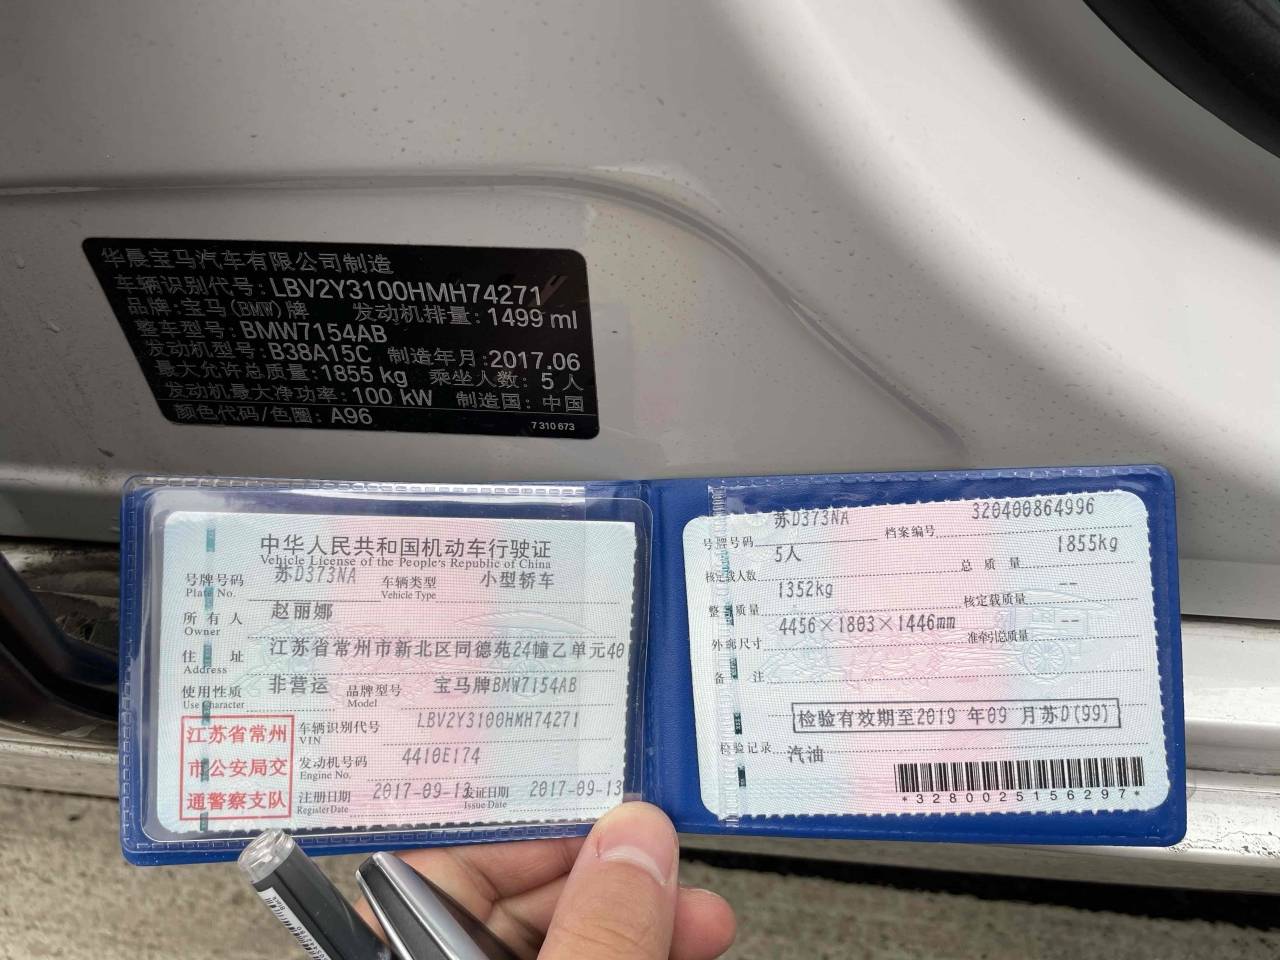 华晨宝马汽车有限公司制造
车辆识别代号: LBV2Y3100HMH74271
品牌: 宝马(BMW)牌 发动机排量: 1499 ml
整车型号: BMW7154AB
发动机型号: B38A15C 制造年月: 2017.06
最大允许总质量: 1855 kg 乘坐人数: 5 人
发动机最大净功率: 100 kW 制造国: 中国
颜色代码/色圈: A96
7 310 673
中华人民共和国机动车行驶证
Vehicle License of the People's Republic of China
号牌号码 苏D373NA 车辆类型 小型轿车
Plate No. Vehicle Type
所有人 赵丽娜
Owner
住址 江苏省常州市新北区同德苑24幢乙单元40
Address
使用性质 非营运 品牌型号 宝马牌BMW7154AB
Use Character Model
江苏省常州
市公安局交
通警察支队
车辆识别代号 LBV2Y3100HMH74271
VIN
发动机号码 4410E174
Engine No.
注册日期 2017-09-13 发证日期 2017-09-13
Register Date Issue Date
号牌号码 苏D373NA 档案编号 320400864996
核定载人数 5人 总质量 1855kg
整备质量 1352kg 核定载质量 --
外廓尺寸 4456×1803×1446mm 准牵引总质量 --
备注
检验有效期至2019 年09 月苏D(99)
检验记录 汽油
*3280025156297*